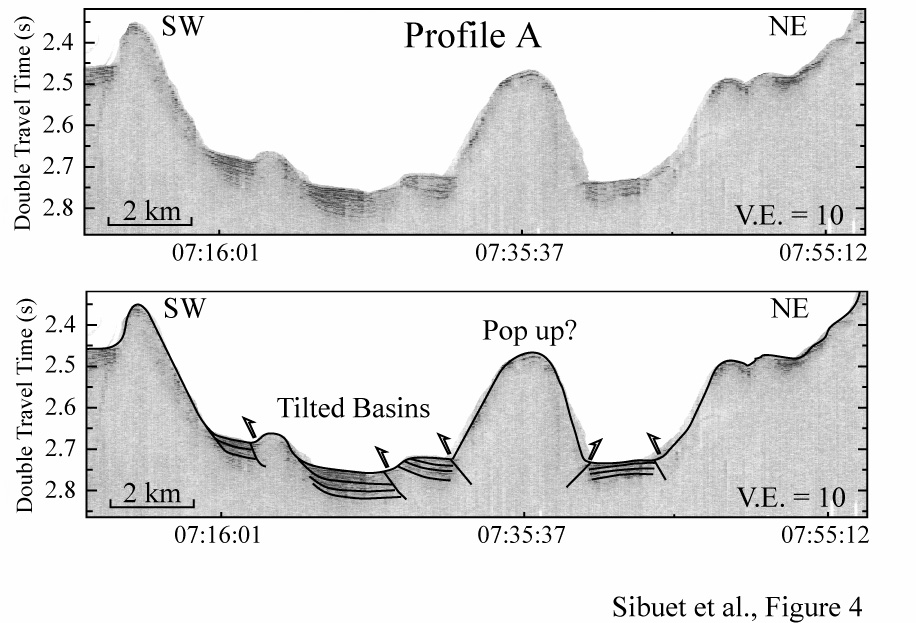 SW
Profile A
NE
Double Travel Time (s)
2.4
2.5
2.6
2.7
2.8
2 km
V.E. = 10
07:16:01
07:35:37
07:55:12
SW
NE
Double Travel Time (s)
2.4
2.5
2.6
2.7
2.8
Pop up?
Tilted Basins
2 km
V.E. = 10
07:16:01
07:35:37
07:55:12
Sibuet et al., Figure 4